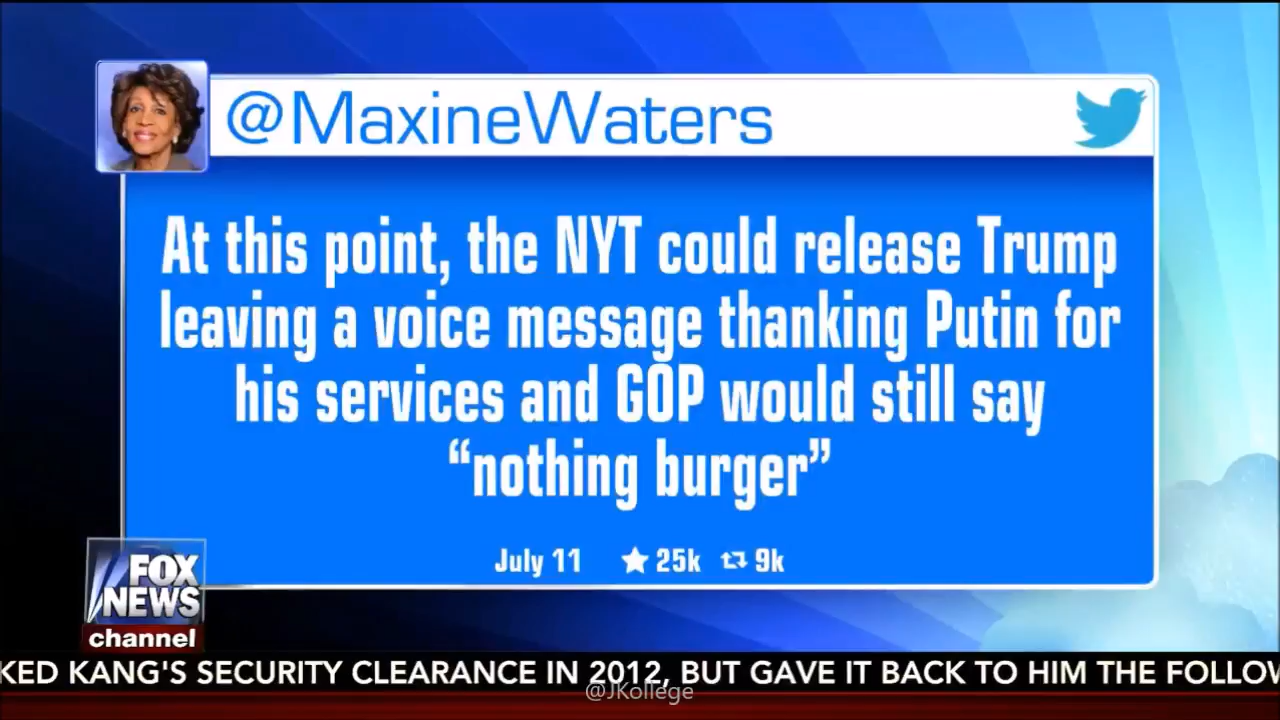 @MaxineWaters
At this point, the NYT could release Trump
leaving a voice message thanking Putin for
his services and GOP would still say
“nothing burger”
July 11 ★ 25k 9k
FOX
NEWS
channel
KED KANG'S SECURITY CLEARANCE IN 2012, BUT GAVE IT BACK TO HIM THE FOLLOW
@JKollege